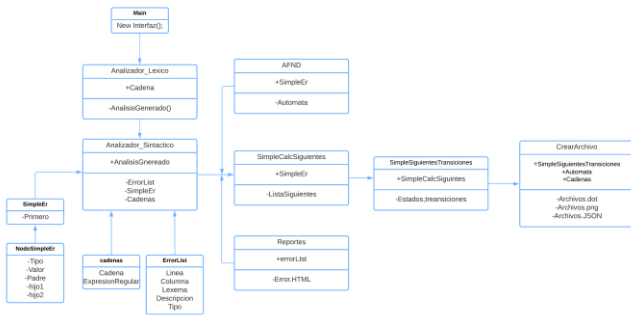 Main
New Interfaz();
Analizador_Lexico
+Cadena
-AnalisisGenerado()
Analizador_Sintactico
+AnalisisGnereado
-ErrorList
-SimpleEr
-Cadenas
SimpleEr
-Primero
NodoSimpleEr
-Tipo
-Valor
-Padre
-hijo1
-hijo2
cadenas
Cadena
ExpresionRegular
ErrorList
Linea
Columna
Lexema
Descripcion
Tipo
AFND
+SimpleEr
-Automata
SimpleCalcSiguientes
+SimpleEr
-ListaSiguientes
Reportes
+errorLIst
-Error.HTML
SimpleSiguientesTransiciones
+SimpleCalcSiguintes
-Estados,treansiciones
CrearArchivo
+SimpleSiguientesTransiciones
+Automata
+Cadenas
-Archivos.dot
-Archivos.png
-Archivos.JSON